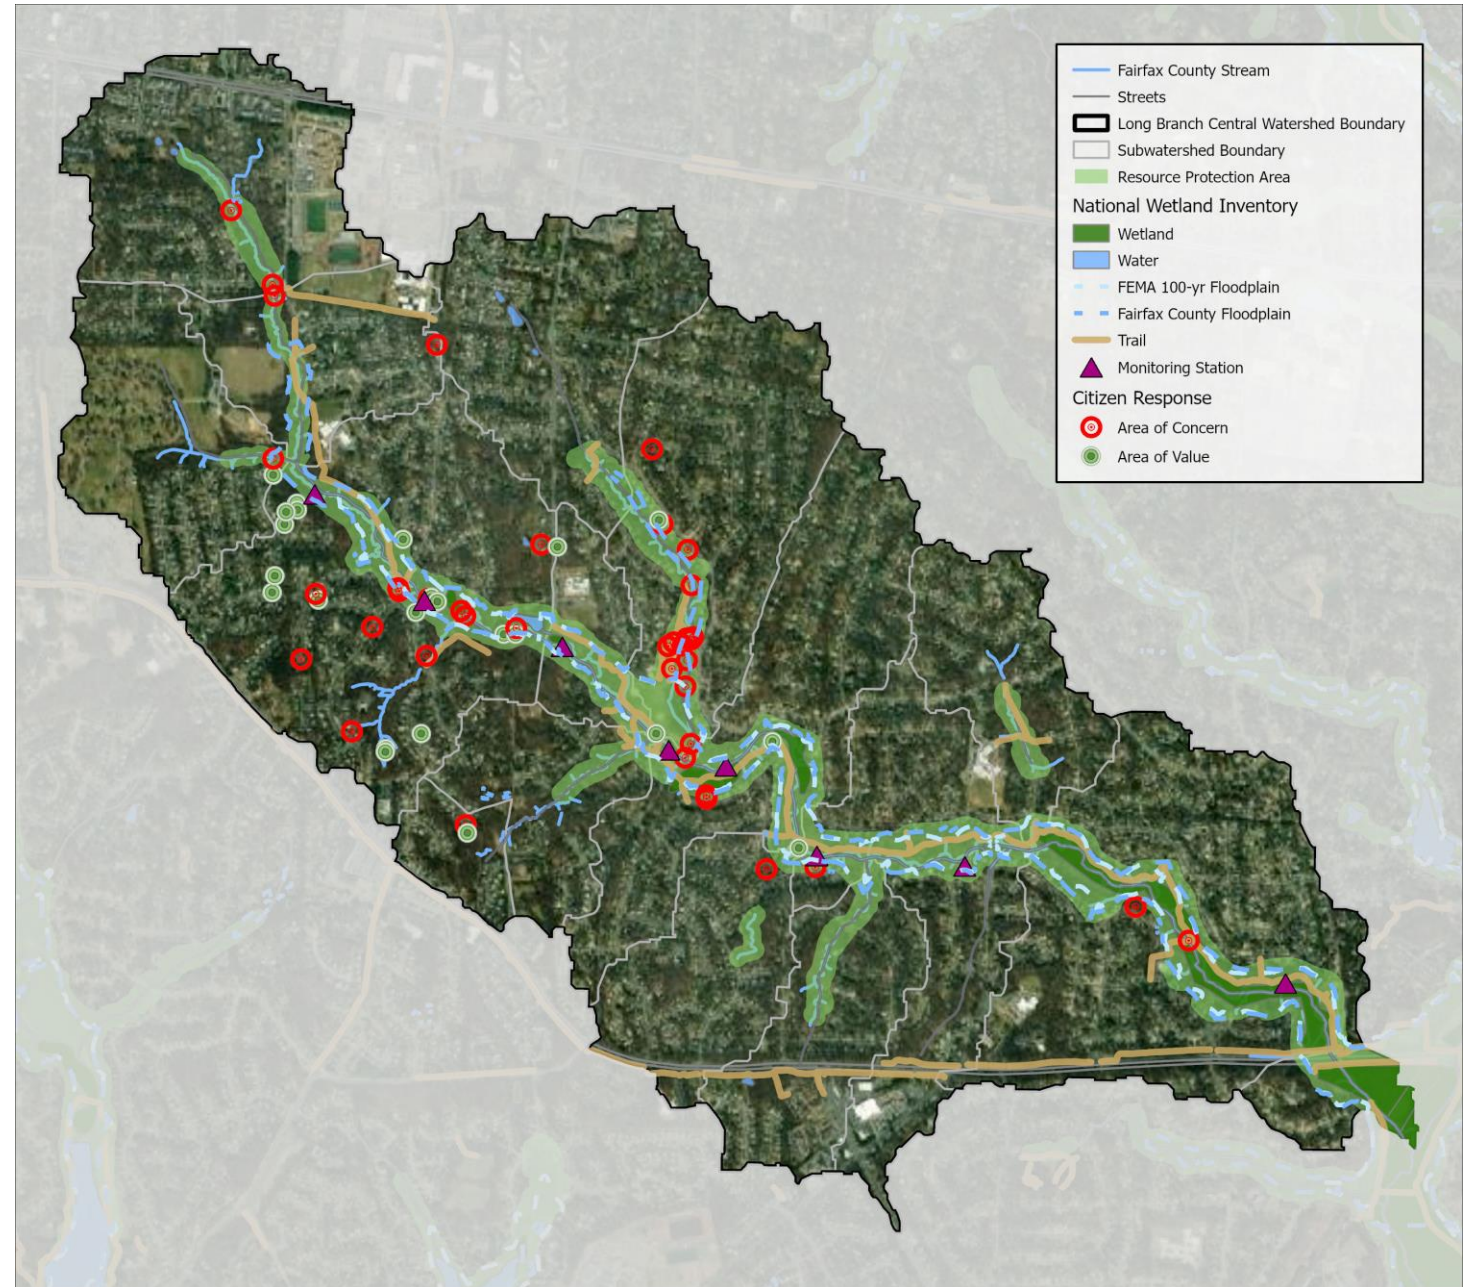 Fairfax County Stream
Streets
Long Branch Central Watershed Boundary
Subwatershed Boundary
Resource Protection Area
National Wetland Inventory
Wetland
Water
FEMA 100-yr Floodplain
Fairfax County Floodplain
Trail
Monitoring Station
Citizen Response
Area of Concern
Area of Value